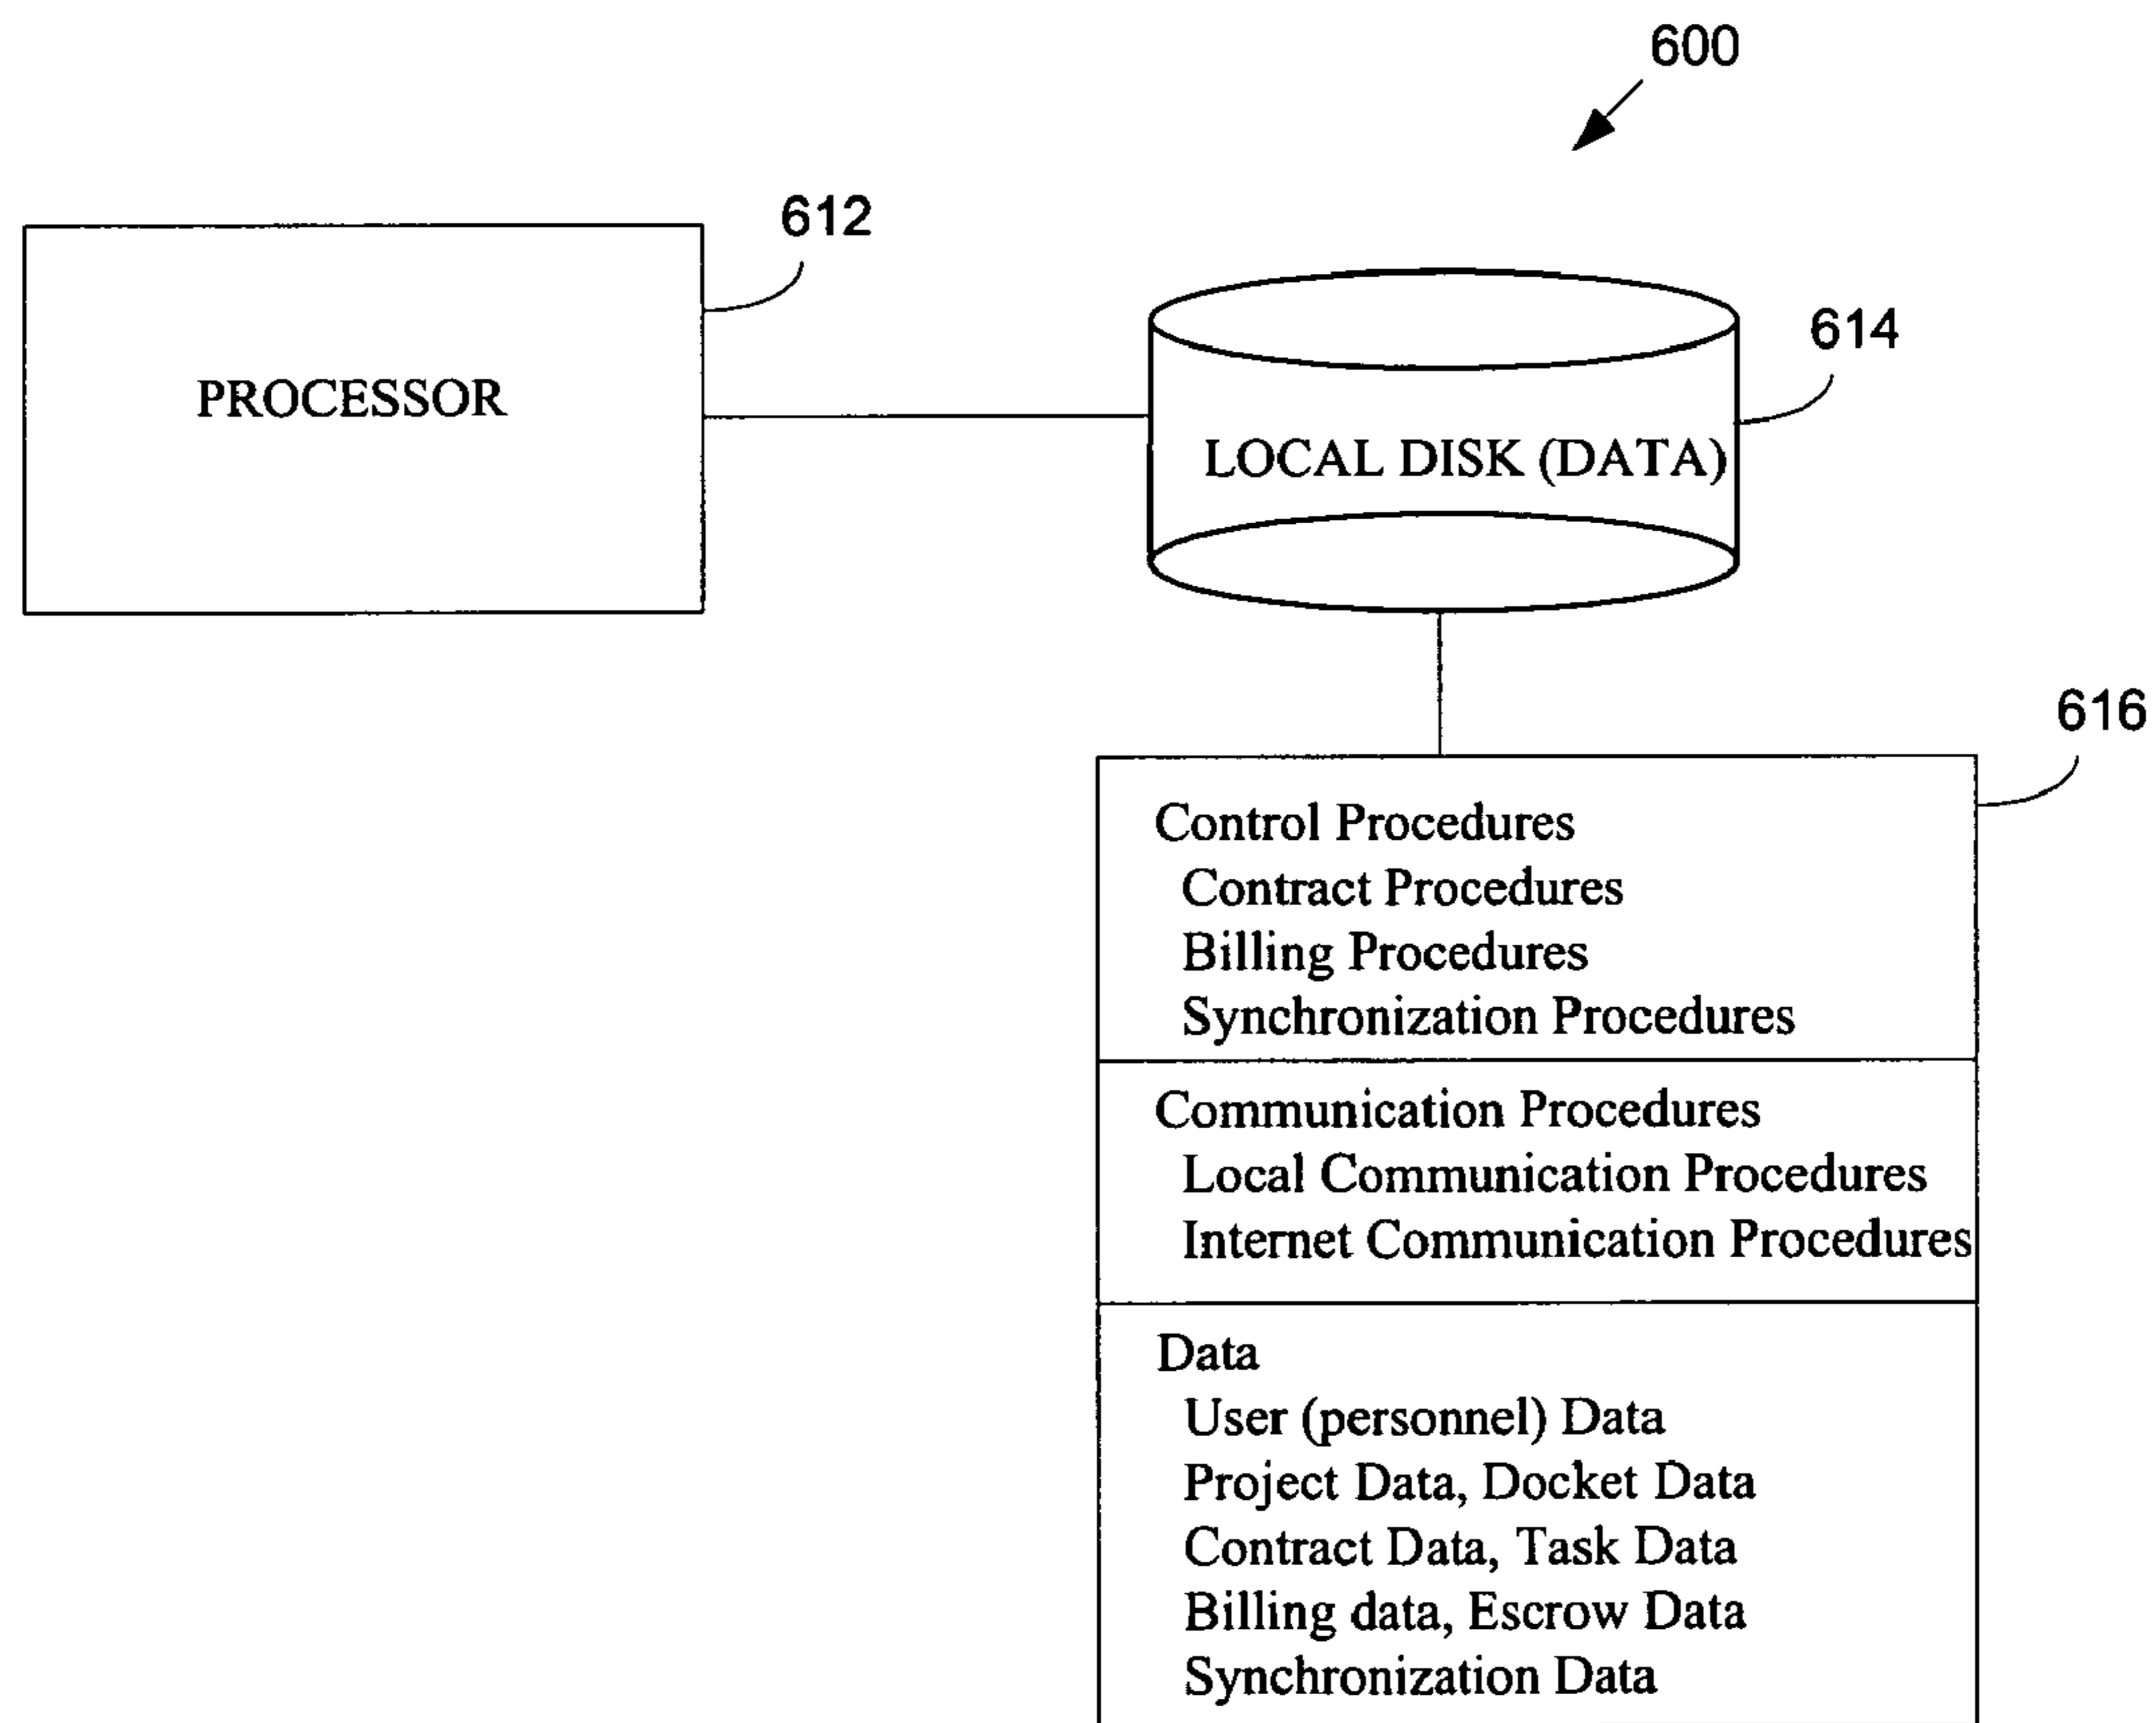 600
612
PROCESSOR
614
LOCAL DISK (DATA)
616
Control Procedures
Contract Procedures
Billing Procedures
Synchronization Procedures
Communication Procedures
Local Communication Procedures
Internet Communication Procedures
Data
User (personnel) Data
Project Data, Docket Data
Contract Data, Task Data
Billing data, Escrow Data
Synchronization Data